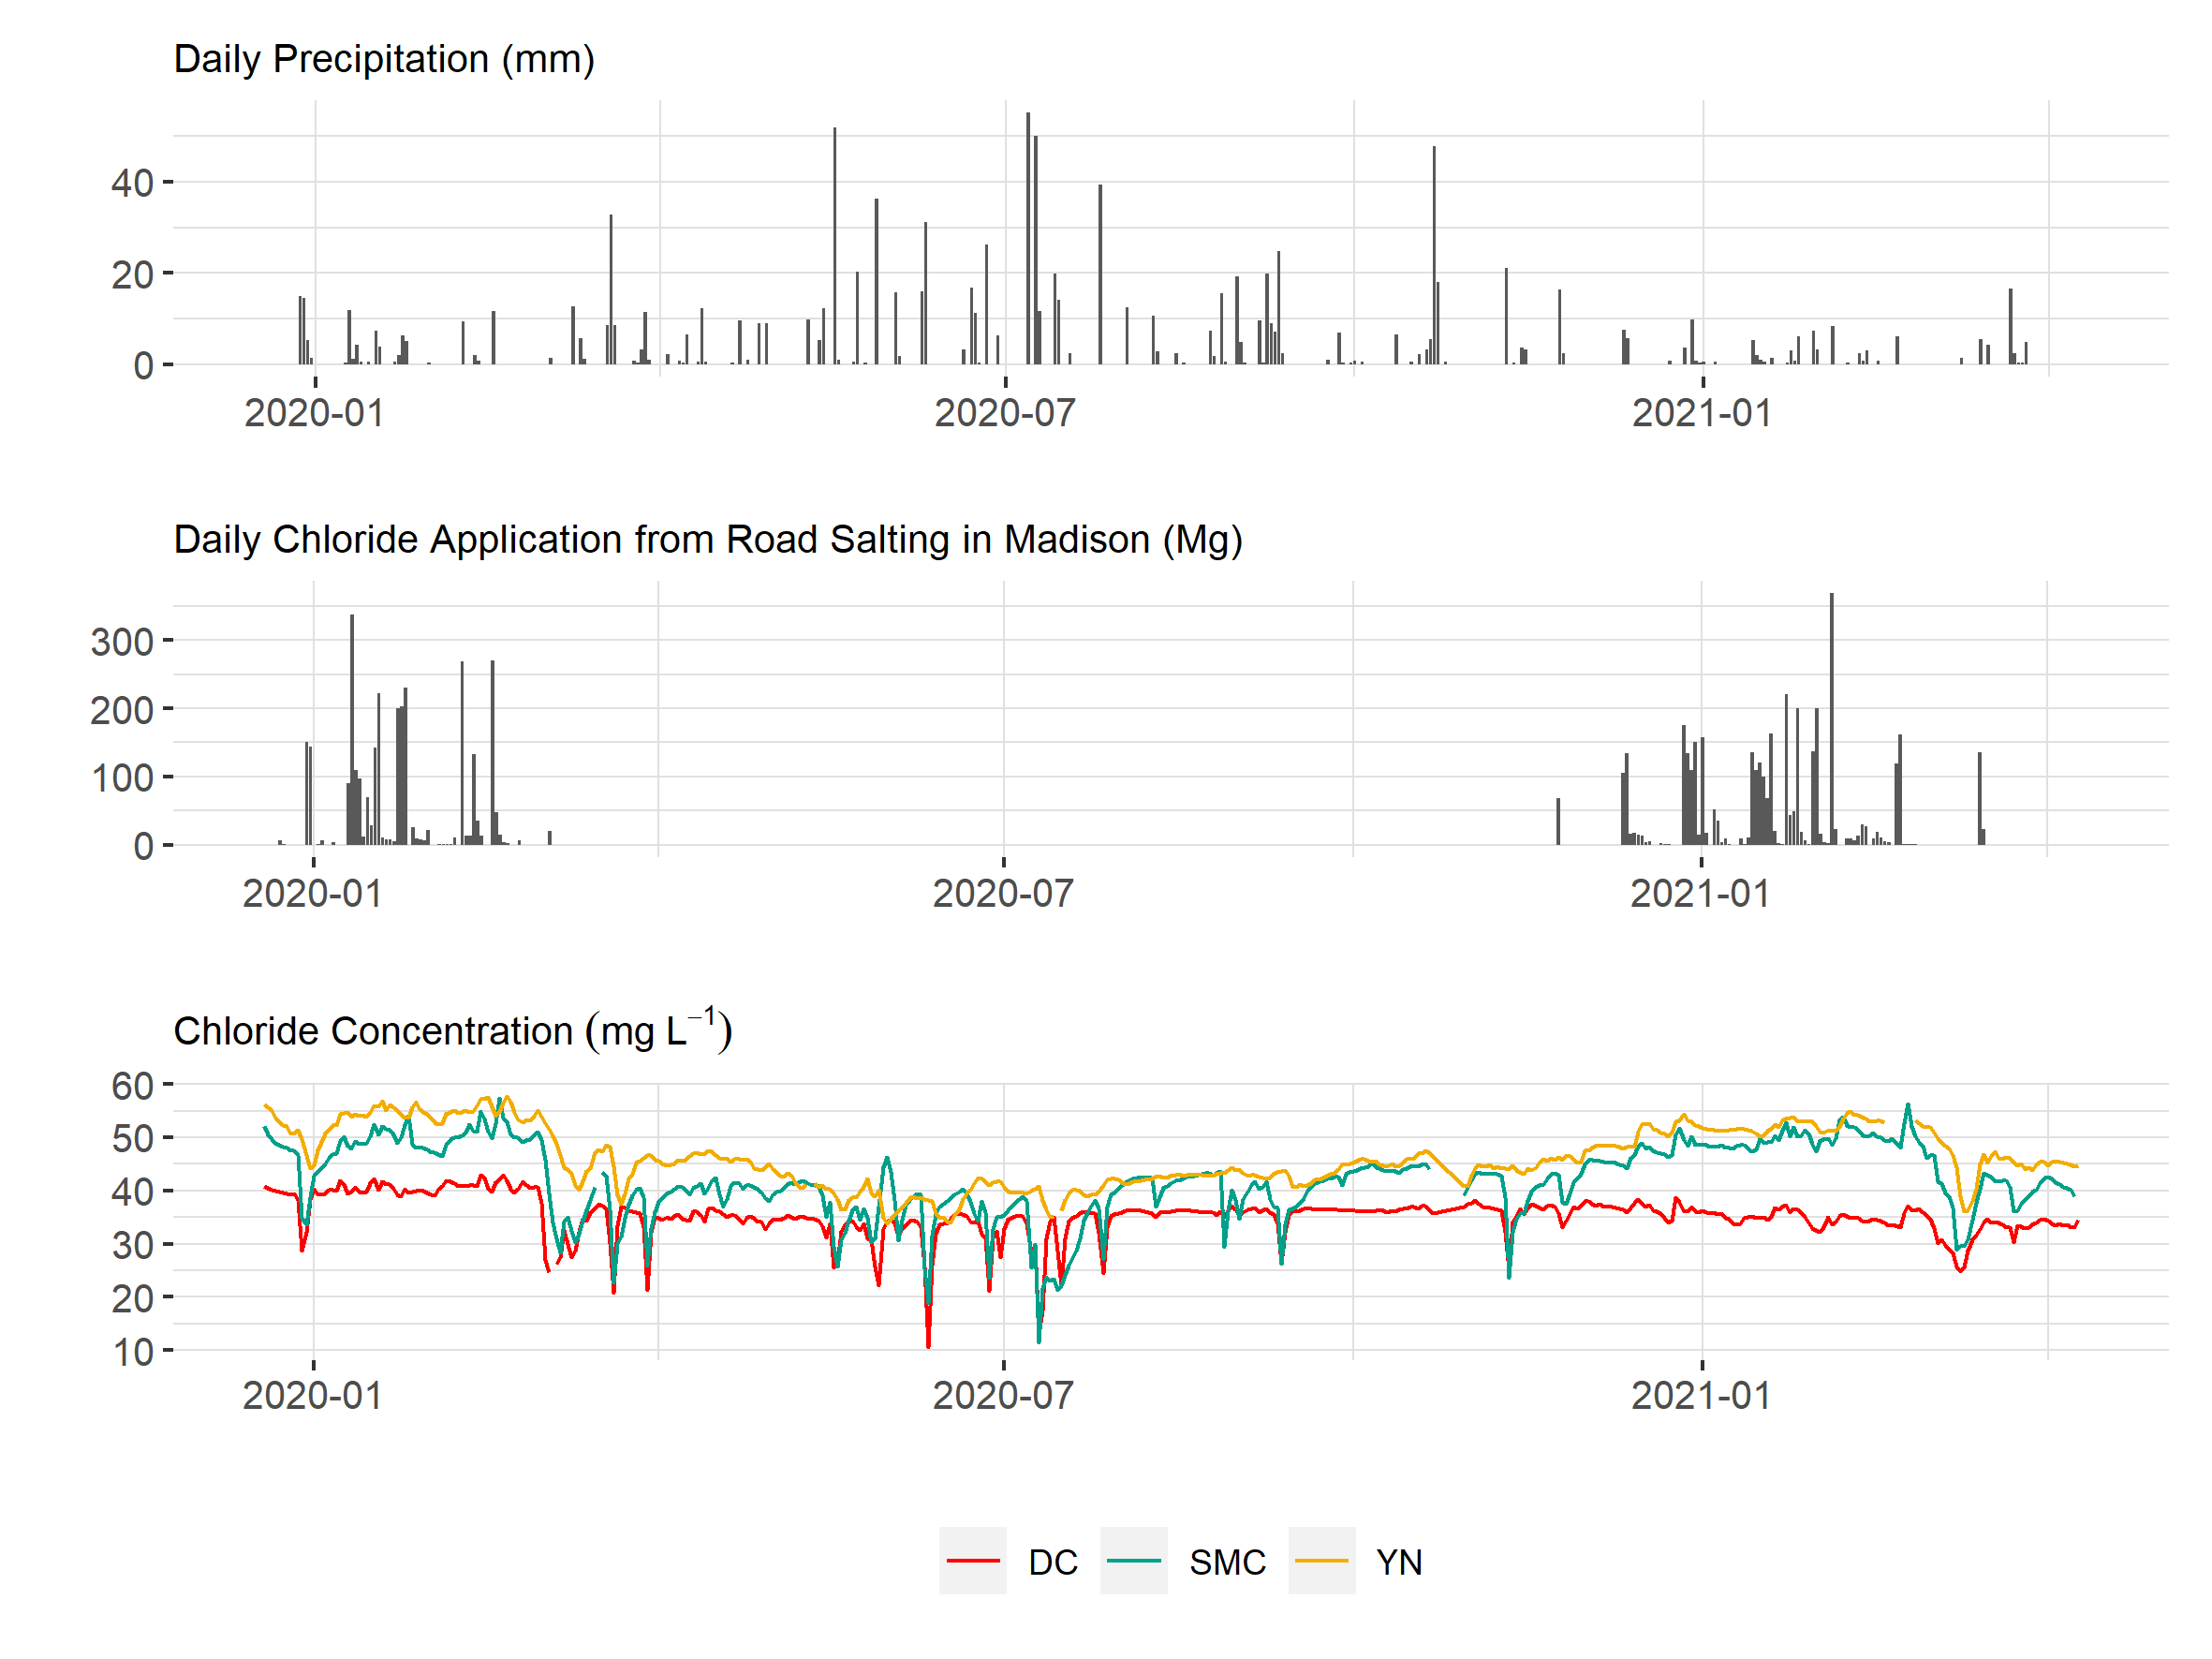 Daily Precipitation (mm)
40
20
0
2020-01 2020-07 2021-01
Daily Chloride Application from Road Salting in Madison (Mg)
300
200
100
0
2020-01 2020-07 2021-01
Chloride Concentration (mg L⁻¹)
60
50
40
30
20
10
2020-01 2020-07 2021-01
DC SMC YN